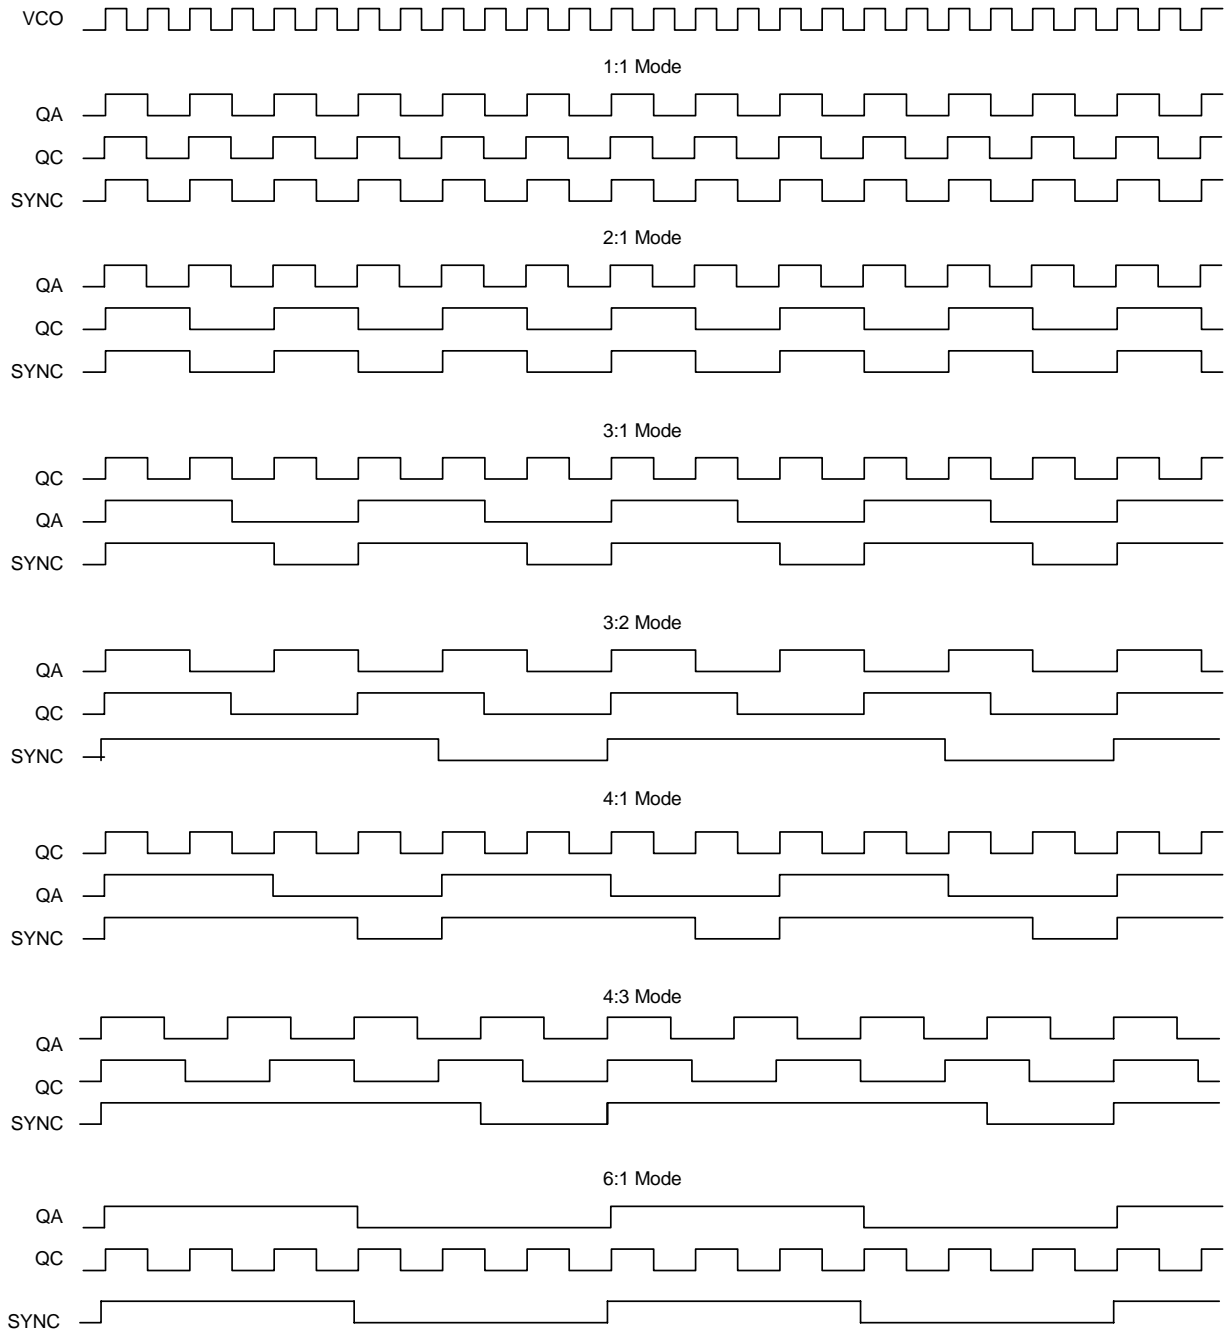 VCO
1:1 Mode
QA
QC
SYNC
2:1 Mode
QA
QC
SYNC
3:1 Mode
QC
QA
SYNC
3:2 Mode
QA
QC
SYNC
4:1 Mode
QC
QA
SYNC
4:3 Mode
QA
QC
SYNC
6:1 Mode
QA
QC
SYNC